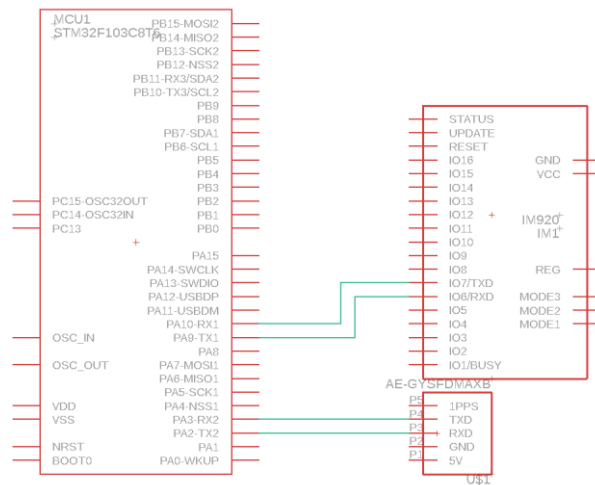 MCU1
STM32F103C8T6
PB15-MOSI2
PB14-MISO2
PB13-SCK2
PB12-NSS2
PB11-RX3/SDA2
PB10-TX3/SCL2
PB9
PB8
PB7-SDA1
PB6-SCL1
PB5
PB4
PB3
PC15-OSC32OUT PB2
PC14-OSC32IN PB1
PC13 PB0
PA15
PA14-SWCLK
PA13-SWDIO
PA12-USBDP
PA11-USBDM
PA10-RX1
OSC_IN PA9-TX1
PA8
OSC_OUT PA7-MOSI1
PA6-MISO1
PA5-SCK1
VDD PA4-NSS1
VSS PA3-RX2
PA2-TX2
NRST PA1
BOOT0 PA0-WKUP
STATUS
UPDATE
RESET
IO16 GND
IO15 VCC
IO14
IO13
IO12 IM920
IO11 IM1
IO10
IO9
IO8 REG
IO7/TXD
IO6/RXD MODE3
IO5 MODE2
IO4 MODE1
IO3
IO2
IO1/BUSY
AE-GYSFDMAXB
P5 1PPS
P4 TXD
P3 RXD
P2 GND
P1 5V
U$1